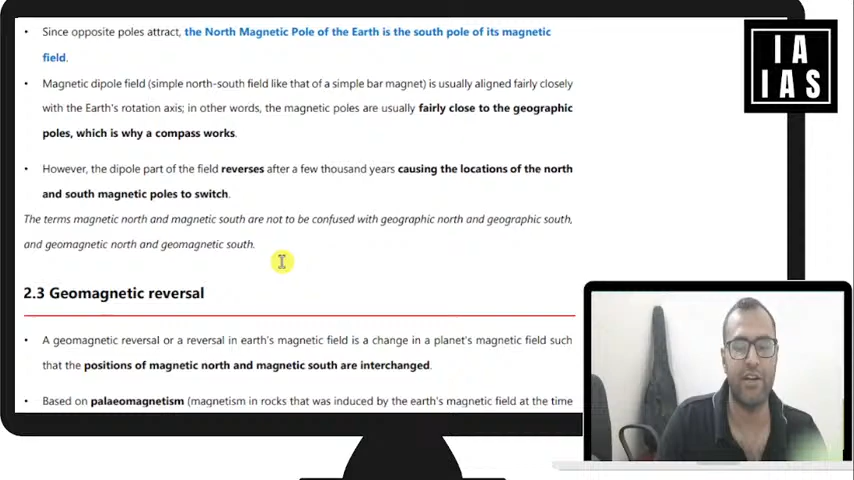 • Since opposite poles attract, the North Magnetic Pole of the Earth is the south pole of its magnetic
field.
• Magnetic dipole field (simple north-south field like that of a simple bar magnet) is usually aligned fairly closely
with the Earth's rotation axis; in other words, the magnetic poles are usually fairly close to the geographic
poles, which is why a compass works.
• However, the dipole part of the field reverses after a few thousand years causing the locations of the north
and south magnetic poles to switch.
The terms magnetic north and magnetic south are not to be confused with geographic north and geographic south,
and geomagnetic north and geomagnetic south.
2.3 Geomagnetic reversal
• A geomagnetic reversal or a reversal in earth's magnetic field is a change in a planet's magnetic field such
that the positions of magnetic north and magnetic south are interchanged.
• Based on palaeomagnetism (magnetism in rocks that was induced by the earth's magnetic field at the time
IA
IAS